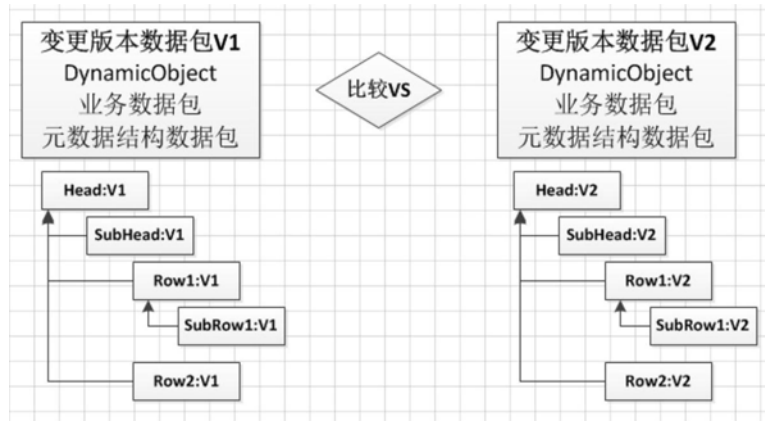 变更版本数据包V1
DynamicObject
业务数据包
元数据结构数据包
比较VS
变更版本数据包V2
DynamicObject
业务数据包
元数据结构数据包
Head:V1
SubHead:V1
Row1:V1
SubRow1:V1
Row2:V1
Head:V2
SubHead:V2
Row1:V2
SubRow1:V2
Row2:V2